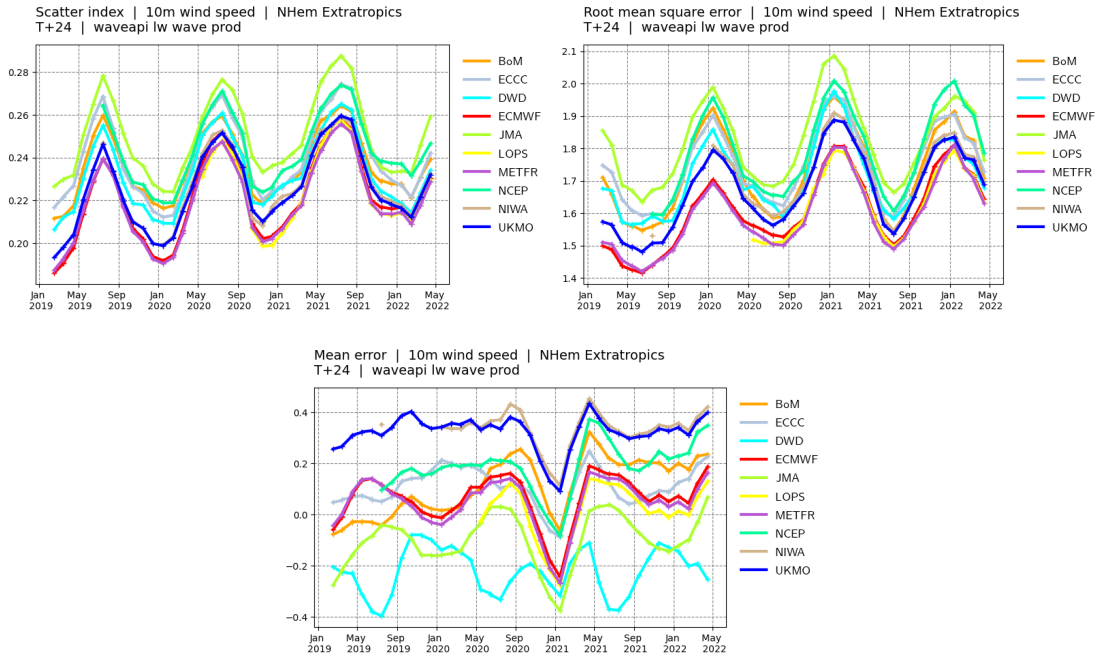 Scatter index | 10m wind speed | NHem Extratropics
T+24 | waveapi lw wave prod
0.28
0.26
0.24
0.22
0.20
Jan 2019
May 2019
Sep 2019
Jan 2020
May 2020
Sep 2020
Jan 2021
May 2021
Sep 2021
Jan 2022
May 2022
BoM
ECCC
DWD
ECMWF
JMA
LOPS
METFR
NCEP
NIWA
UKMO
Root mean square error | 10m wind speed | NHem Extratropics
T+24 | waveapi lw wave prod
2.1
2.0
1.9
1.8
1.7
1.6
1.5
1.4
Jan 2019
May 2019
Sep 2019
Jan 2020
May 2020
Sep 2020
Jan 2021
May 2021
Sep 2021
Jan 2022
May 2022
BoM
ECCC
DWD
ECMWF
JMA
LOPS
METFR
NCEP
NIWA
UKMO
Mean error | 10m wind speed | NHem Extratropics
T+24 | waveapi lw wave prod
0.4
0.2
0.0
−0.2
−0.4
Jan 2019
May 2019
Sep 2019
Jan 2020
May 2020
Sep 2020
Jan 2021
May 2021
Sep 2021
Jan 2022
May 2022
BoM
ECCC
DWD
ECMWF
JMA
LOPS
METFR
NCEP
NIWA
UKMO